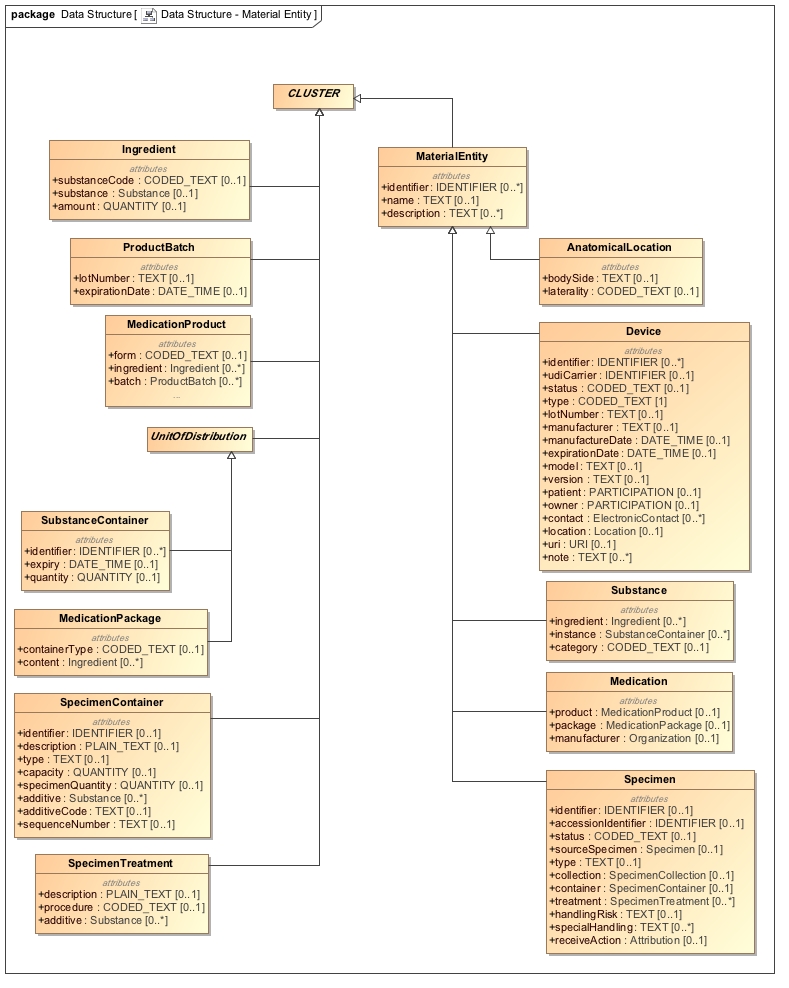 package Data Structure [ Data Structure - Material Entity ]
CLUSTER
Ingredient
attributes
+substanceCode : CODED_TEXT [0..1]
+substance : Substance [0..1]
+amount : QUANTITY [0..1]
ProductBatch
attributes
+lotNumber : TEXT [0..1]
+expirationDate : DATE_TIME [0..1]
MedicationProduct
attributes
+form : CODED_TEXT [0..1]
+ingredient : Ingredient [0..*]
+batch : ProductBatch [0..*]
...
UnitOfDistribution
SubstanceContainer
attributes
+identifier : IDENTIFIER [0..*]
+expiry : DATE_TIME [0..1]
+quantity : QUANTITY [0..1]
MedicationPackage
attributes
+containerType : CODED_TEXT [0..1]
+content : Ingredient [0..*]
SpecimenContainer
attributes
+identifier : IDENTIFIER [0..1]
+description : PLAIN_TEXT [0..1]
+type : TEXT [0..1]
+capacity : QUANTITY [0..1]
+specimenQuantity : QUANTITY [0..1]
+additive : Substance [0..*]
+additiveCode : TEXT [0..1]
+sequenceNumber : TEXT [0..1]
SpecimenTreatment
attributes
+description : PLAIN_TEXT [0..1]
+procedure : CODED_TEXT [0..1]
+additive : Substance [0..*]
MaterialEntity
attributes
+identifier : IDENTIFIER [0..*]
+name : TEXT [0..1]
+description : TEXT [0..*]
AnatomicalLocation
attributes
+bodySide : TEXT [0..1]
+laterality : CODED_TEXT [0..1]
Device
attributes
+identifier : IDENTIFIER [0..*]
+udiCarrier : IDENTIFIER [0..1]
+status : CODED_TEXT [0..1]
+type : CODED_TEXT [1]
+lotNumber : TEXT [0..1]
+manufacturer : TEXT [0..1]
+manufactureDate : DATE_TIME [0..1]
+expirationDate : DATE_TIME [0..1]
+model : TEXT [0..1]
+version : TEXT [0..1]
+patient : PARTICIPATION [0..1]
+owner : PARTICIPATION [0..1]
+contact : ElectronicContact [0..*]
+location : Location [0..1]
+uri : URI [0..1]
+note : TEXT [0..*]
Substance
attributes
+ingredient : Ingredient [0..*]
+instance : SubstanceContainer [0..*]
+category : CODED_TEXT [0..1]
Medication
attributes
+product : MedicationProduct [0..1]
+package : MedicationPackage [0..1]
+manufacturer : Organization [0..1]
Specimen
attributes
+identifier : IDENTIFIER [0..1]
+accessionIdentifier : IDENTIFIER [0..1]
+status : CODED_TEXT [0..1]
+sourceSpecimen : Specimen [0..1]
+type : TEXT [0..1]
+collection : SpecimenCollection [0..1]
+container : SpecimenContainer [0..1]
+treatment : SpecimenTreatment [0..*]
+handlingRisk : TEXT [0..1]
+specialHandling : TEXT [0..*]
+receiveAction : Attribution [0..1]